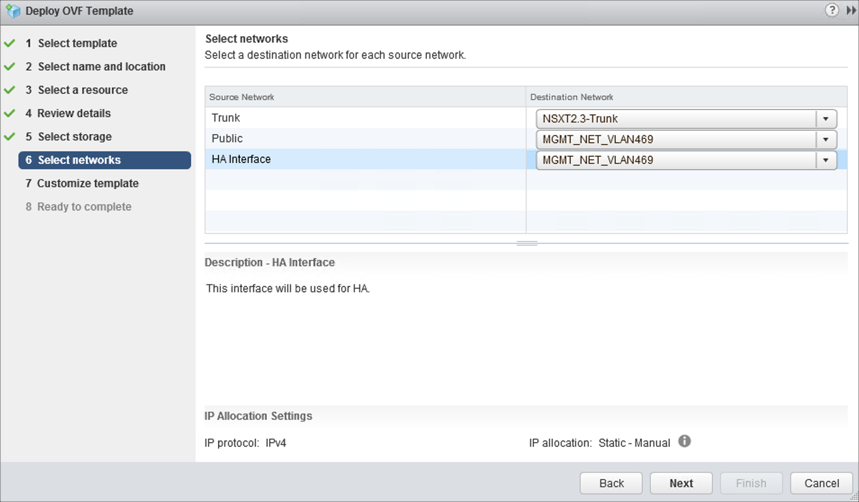 Deploy OVF Template
1 Select template
2 Select name and location
3 Select a resource
4 Review details
5 Select storage
6 Select networks
7 Customize template
8 Ready to complete
Select networks
Select a destination network for each source network.
Source Network Destination Network
Trunk NSXT2.3-Trunk
Public MGMT_NET_VLAN469
HA Interface MGMT_NET_VLAN469
Description - HA Interface
This interface will be used for HA.
IP Allocation Settings
IP protocol: IPv4 IP allocation: Static - Manual
Back Next Finish Cancel